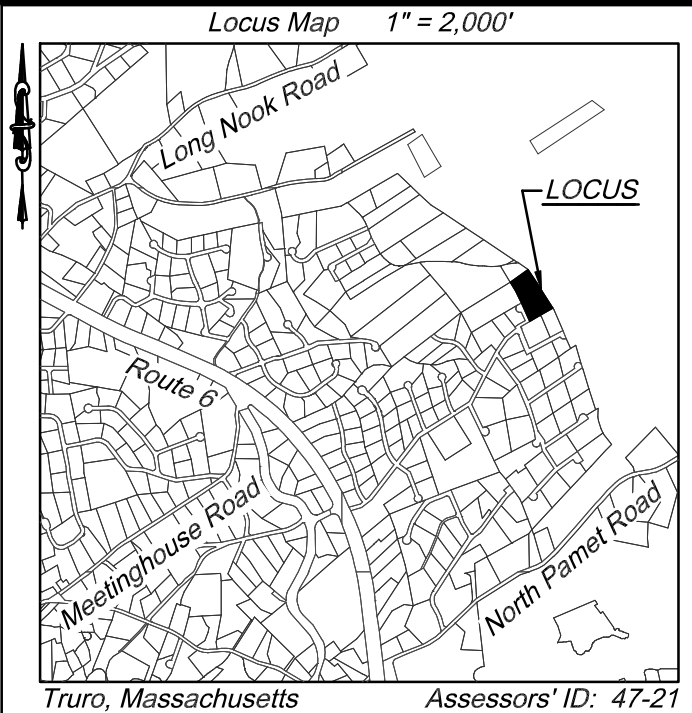 Locus Map 1" = 2,000'
Long Nook Road
LOCUS
Route 6
Meetinghouse Road
North Pamet Road
Truro, Massachusetts Assessors' ID: 47-21